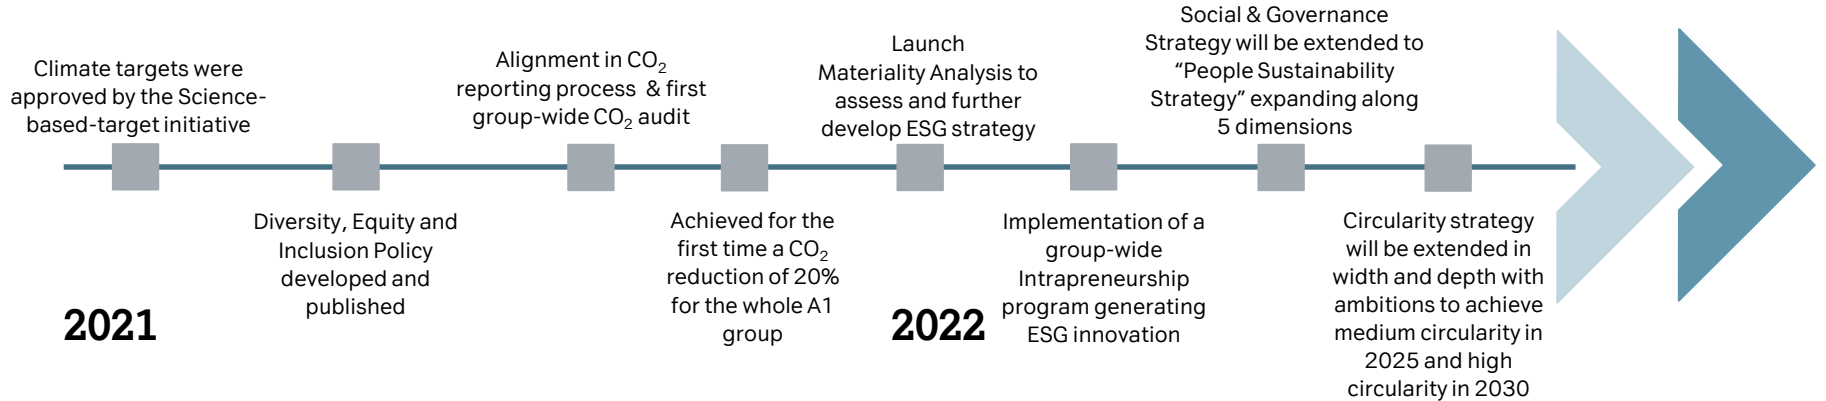 Climate targets were
approved by the Science-
based-target initiative
Diversity, Equity and
Inclusion Policy
developed and
published
2021
Alignment in CO₂
reporting process & first
group-wide CO₂ audit
Achieved for the
first time a CO₂
reduction of 20%
for the whole A1
group
Launch
Materiality Analysis to
assess and further
develop ESG strategy
2022
Implementation of a
group-wide
Intrapreneurship
program generating
ESG innovation
Social & Governance
Strategy will be extended to
“People Sustainability
Strategy” expanding along
5 dimensions
Circularity strategy
will be extended in
width and depth with
ambitions to achieve
medium circularity in
2025 and high
circularity in 2030